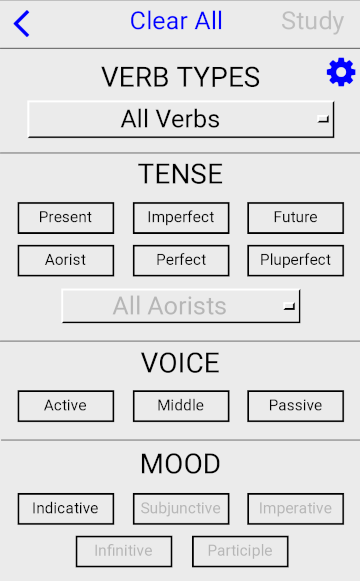 Clear All Study
VERB TYPES
All Verbs
TENSE
Present Imperfect Future
Aorist Perfect Pluperfect
All Aorists
VOICE
Active Middle Passive
MOOD
Indicative Subjunctive Imperative
Infinitive Participle